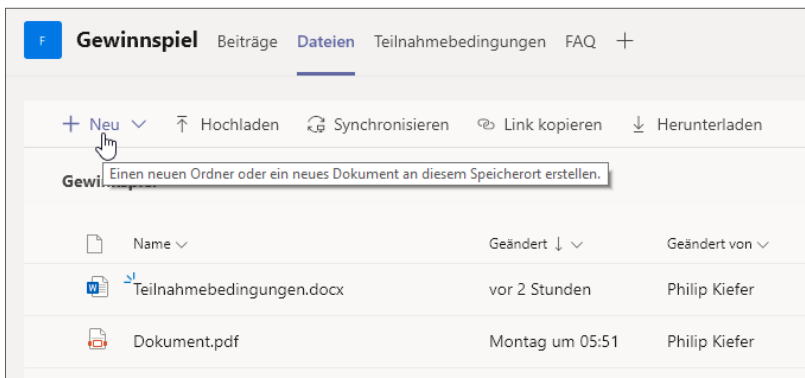 F Gewinnspiel Beiträge Dateien Teilnahmebedingungen FAQ
Neu Hochladen Synchronisieren Link kopieren Herunterladen
Einen neuen Ordner oder ein neues Dokument an diesem Speicherort erstellen.
Name Geändert Geändert von
W Teilnahmebedingungen.docx vor 2 Stunden Philip Kiefer
Dokument.pdf Montag um 05:51 Philip Kiefer